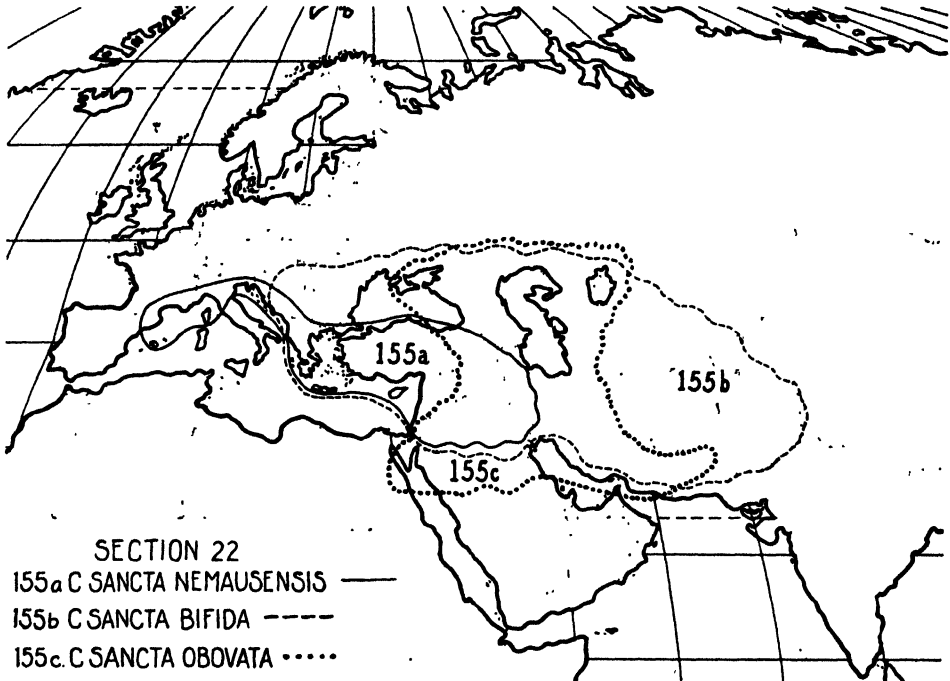 155a
155b
155c
SECTION 22
155a C SANCTA NEMAUSENSIS
155b C SANCTA BIFIDA
155c. C SANCTA OBOVATA